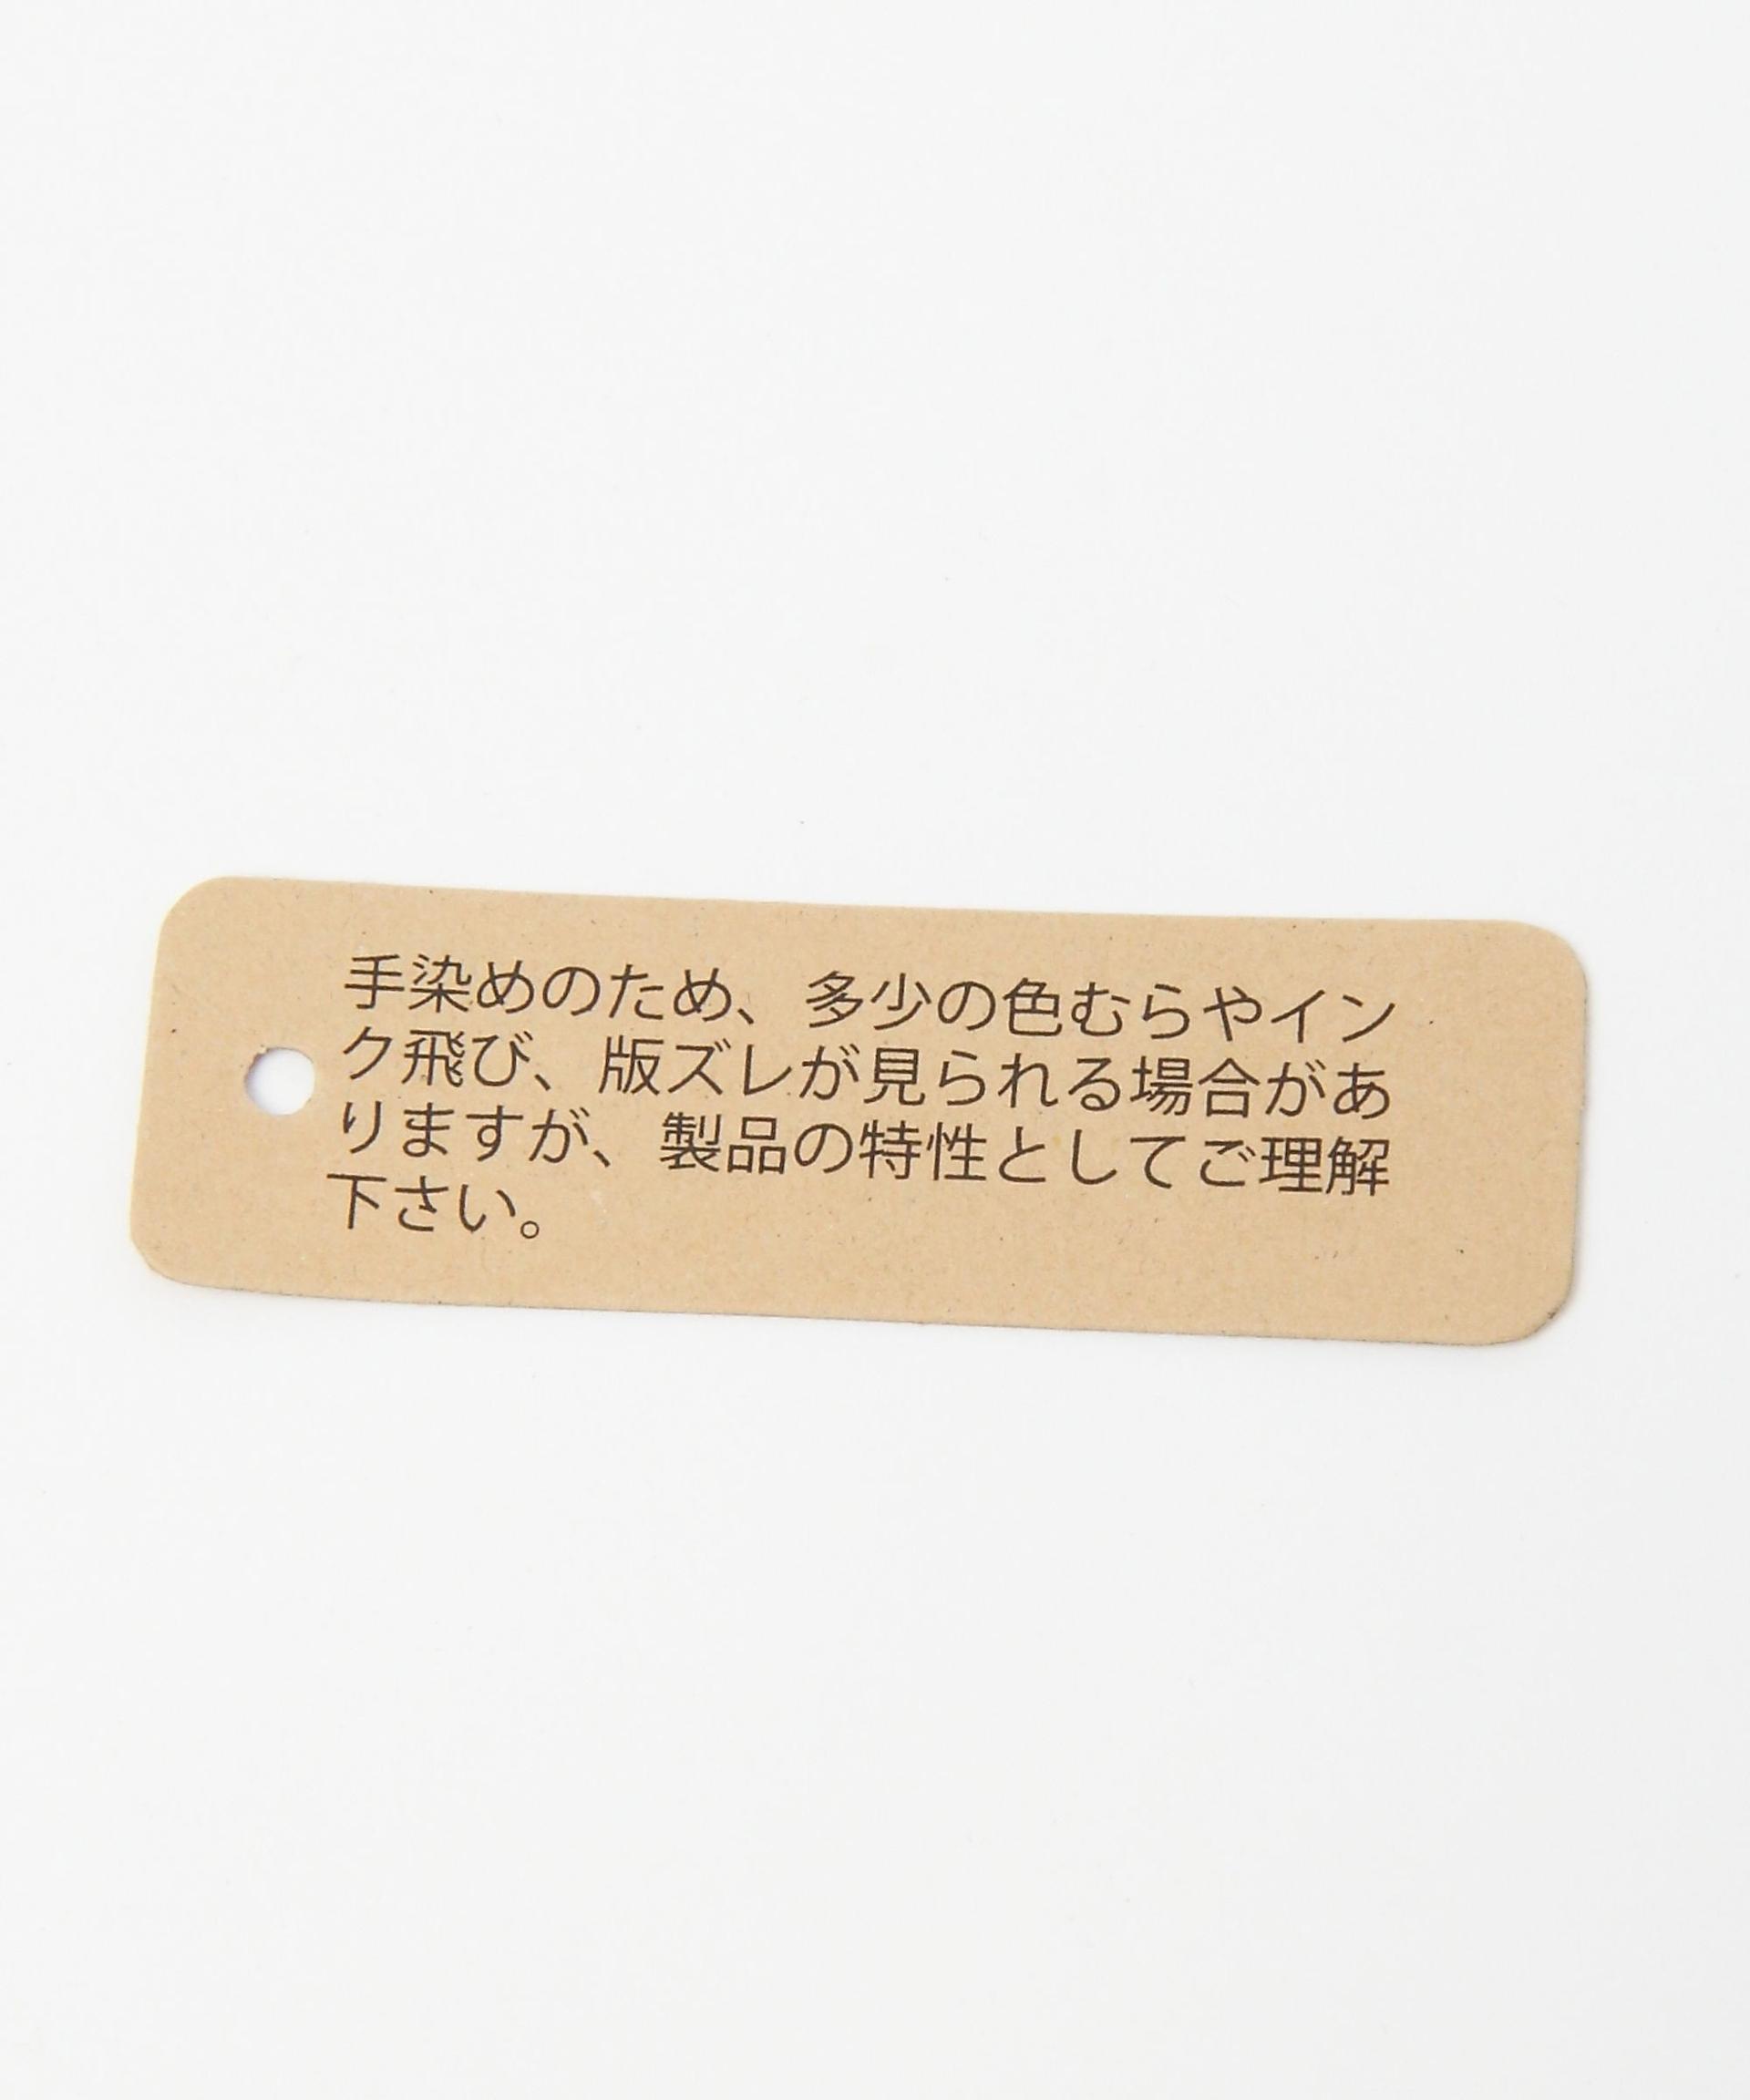 手染めのため、多少の色むらやイン
ク飛び、版ズレが見られる場合があ
りますが、製品の特性としてご理解
下さい。